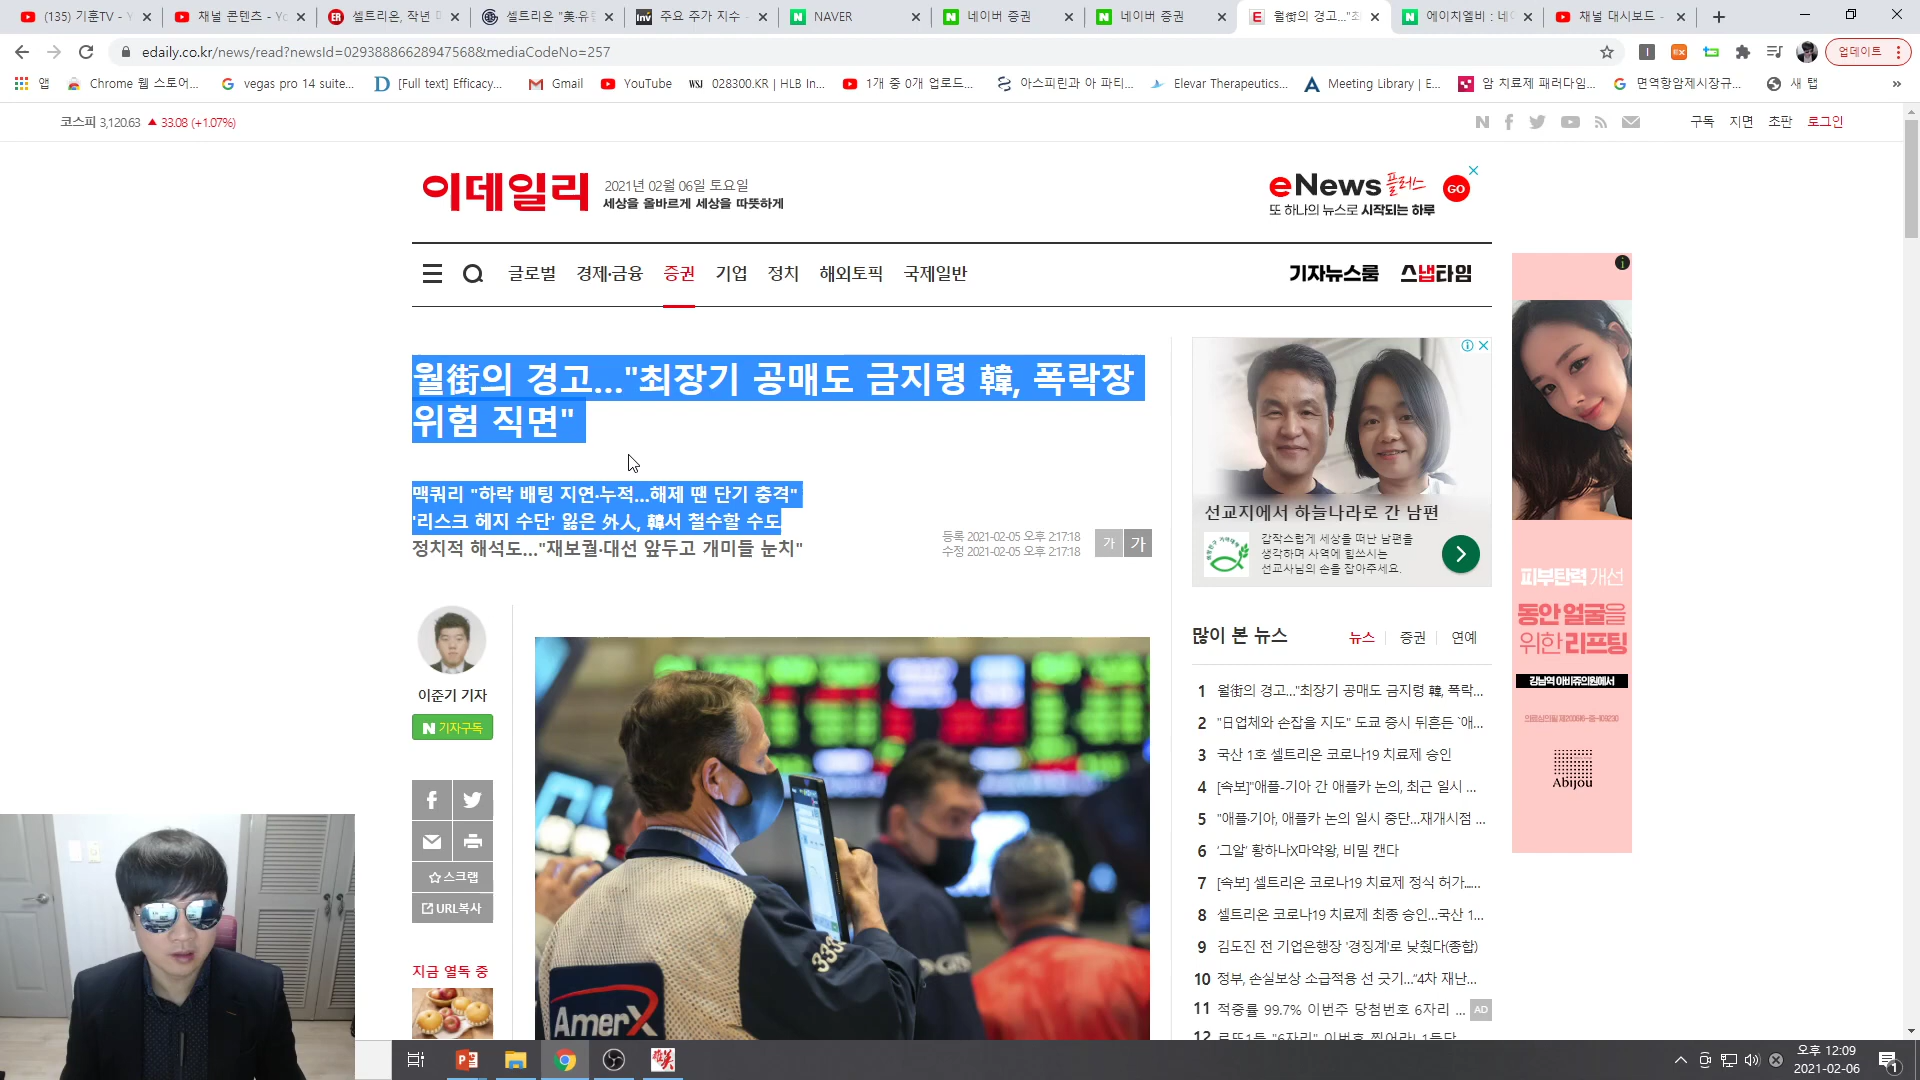 (135) 기훈TV - Y
채널 콘텐츠 - Yo
셀트리온, 작년 매
셀트리온 "美·유럽
주요 주가 지수 -
NAVER
네이버 증권
네이버 증권
월街의 경고..."최
에이치엘비 : 네이
채널 대시보드 -
edaily.co.kr/news/read?newsId=02938886628947568&mediaCodeNo=257
업데이트
앱
Chrome 웹 스토어...
vegas pro 14 suite...
[Full text] Efficacy...
Gmail
YouTube
028300.KR | HLB In...
1개 중 0개 업로드...
아스피린과 아 파티...
Elevar Therapeutics...
Meeting Library | E...
암 치료제 패러다임...
면역항암제시장규...
새 탭
코스피 3,120.63 ▲ 33.08 (+1.07%)
구독 지면 초판 로그인
이데일리
2021년 02월 06일 토요일
세상을 올바르게 세상을 따뜻하게
eNews 플러스 GO
또 하나의 뉴스로 시작되는 하루
글로벌 경제·금융 증권 기업 정치 해외토픽 국제일반
기자뉴스룸 스냅타임
월街의 경고..."최장기 공매도 금지령 韓, 폭락장
위험 직면"
맥쿼리 "하락 배팅 지연·누적...해제 땐 단기 충격"
'리스크 헤지 수단' 잃은 外人, 韓서 철수할 수도
정치적 해석도..."재보궐·대선 앞두고 개미들 눈치"
등록 2021-02-05 오후 2:17:18
수정 2021-02-05 오후 2:17:18
가 가
이준기 기자
N 기자구독
☆스크랩
URL복사
지금 열독 중
333
AmerX
선교지에서 하늘나라로 간 남편
갑작스럽게 세상을 떠난 남편을
생각하며 사역에 힘쓰시는
선교사님의 손을 잡아주세요.
많이 본 뉴스
뉴스 증권 연예
1 월街의 경고..."최장기 공매도 금지령 韓, 폭락...
2 "日업체와 손잡을 지도" 도쿄 증시 뒤흔든 `애...
3 국산 1호 셀트리온 코로나19 치료제 승인
4 [속보]"애플-기아 간 애플카 논의, 최근 일시 ...
5 "애플·기아, 애플카 논의 일시 중단...재개시점 ...
6 '그알' 황하나X마약왕, 비밀 캔다
7 [속보] 셀트리온 코로나19 치료제 정식 허가......
8 셀트리온 코로나19 치료제 최종 승인...국산 1...
9 김도진 전 기업은행장 '경징계'로 낮췄다(종합)
10 정부, 손실보상 소급적용 선 긋기..."4차 재난...
11 적중률 99.7% 이번주 당첨번호 6자리 ... AD
피부탄력 개선
동안 얼굴을
위한 리프팅
강남역 아비쥬의원에서
Abijou
오후 12:09
2021-02-06
1